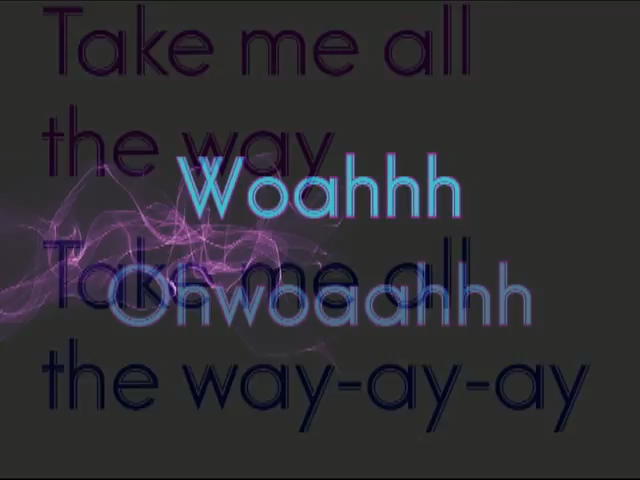 Take me all
the way
Woahhh
Take me all
Ohwoaahhh
the way-ay-ay